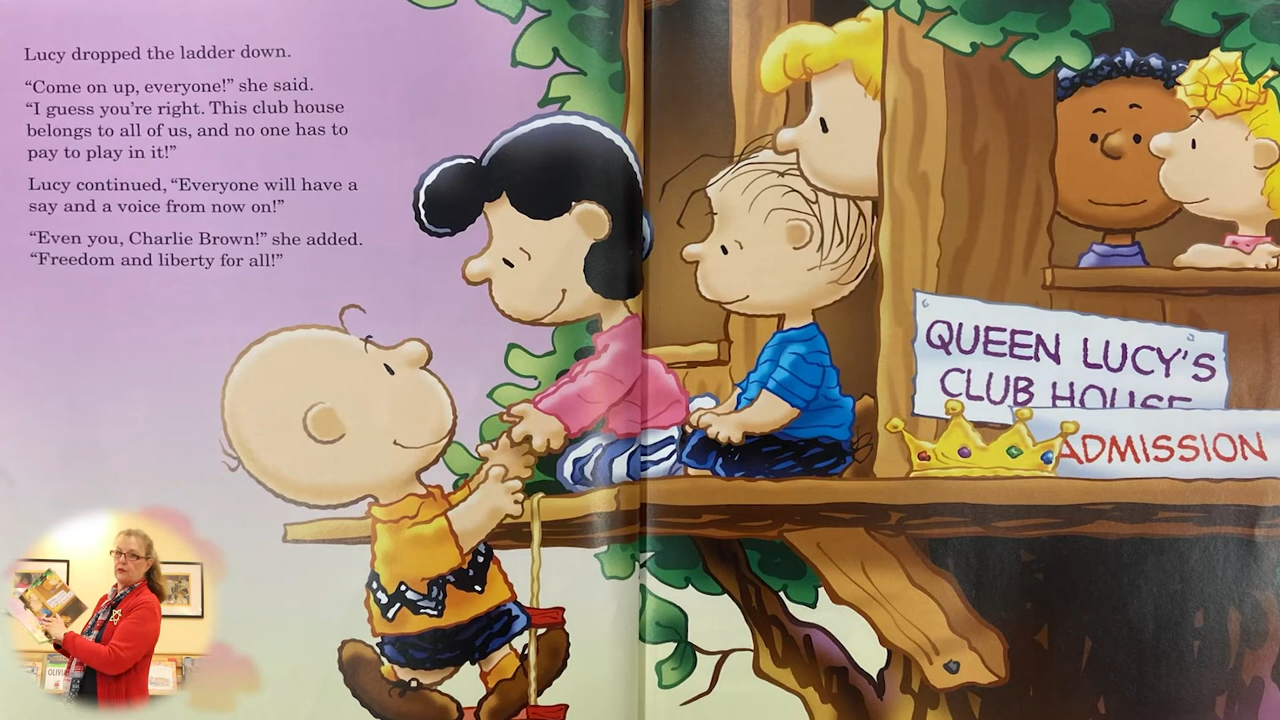 Lucy dropped the ladder down.
“Come on up, everyone!” she said.
“I guess you’re right. This club house
belongs to all of us, and no one has to
pay to play in it!”
Lucy continued, “Everyone will have a
say and a voice from now on!”
“Even you, Charlie Brown!” she added.
“Freedom and liberty for all!”
QUEEN LUCY’S
CLUB HOUSE
ADMISSION
OLIVIA